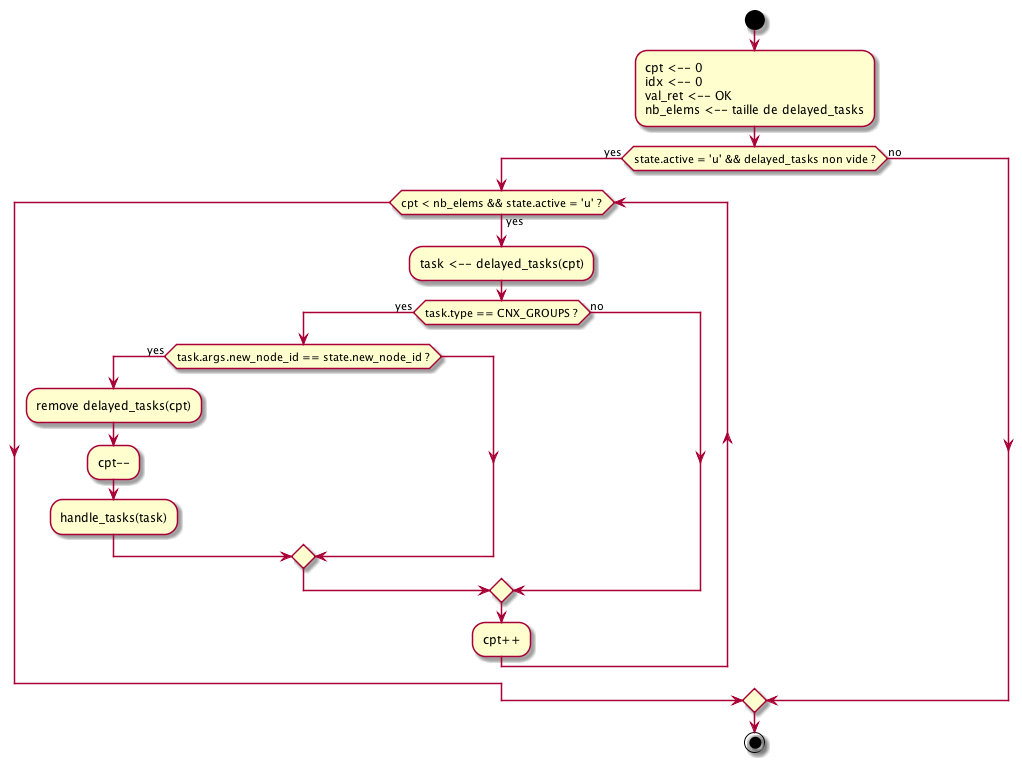 cpt <-- 0
idx <-- 0
val_ret <-- OK
nb_elems <-- taille de delayed_tasks
yes
state.active = 'u' && delayed_tasks non vide ?
no
cpt < nb_elems && state.active = 'u' ?
yes
task <-- delayed_tasks(cpt)
yes
task.type == CNX_GROUPS ?
no
yes
task.args.new_node_id == state.new_node_id ?
remove delayed_tasks(cpt)
cpt--
handle_tasks(task)
cpt++